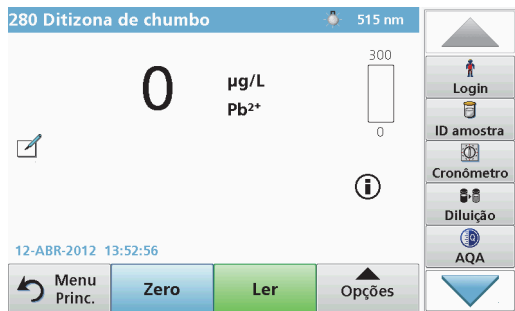 280 Ditizona de chumbo
515 nm
0
µg/L
Pb²⁺
300
0
12-ABR-2012 13:52:56
Menu
Princ.
Zero
Ler
Opções
Login
ID amostra
Cronômetro
Diluição
AQA